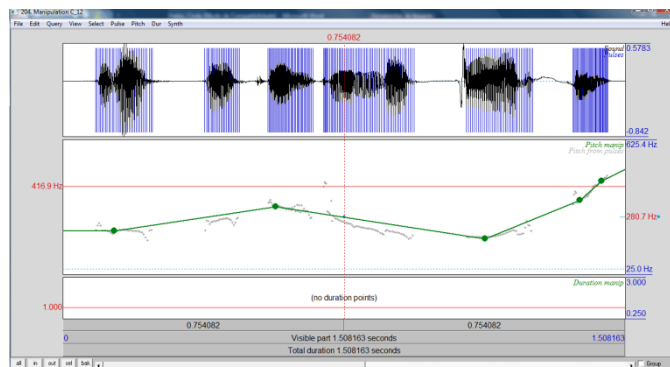 204. Manipulation C_12
File Edit Query View Select Pulse Pitch Dur Synth Hel
0.754082
Sound
Pulses
0.5783
-0.842
Pitch manip
Pitch from pulses
625.4 Hz
416.9 Hz
280.7 Hz
25.0 Hz
Duration manip
3.000
(no duration points)
1.000
0.250
0.754082 0.754082
0 Visible part 1.508163 seconds 1.508163
Total duration 1.508163 seconds
all in out sel bak Group